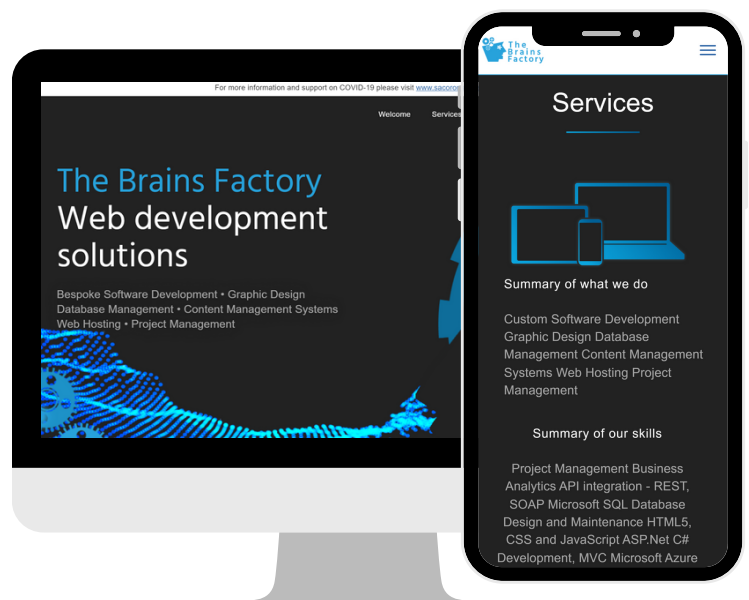 For more information and support on COVID-19 please visit www.sacoron
Welcome Services
The Brains Factory
Web development
solutions
Bespoke Software Development • Graphic Design
Database Management • Content Management Systems
Web Hosting • Project Management
The
Brains
Factory
Services
Summary of what we do
Custom Software Development
Graphic Design Database
Management Content Management
Systems Web Hosting Project
Management
Summary of our skills
Project Management Business
Analytics API integration - REST,
SOAP Microsoft SQL Database
Design and Maintenance HTML5,
CSS and JavaScript ASP.Net C#
Development, MVC Microsoft Azure